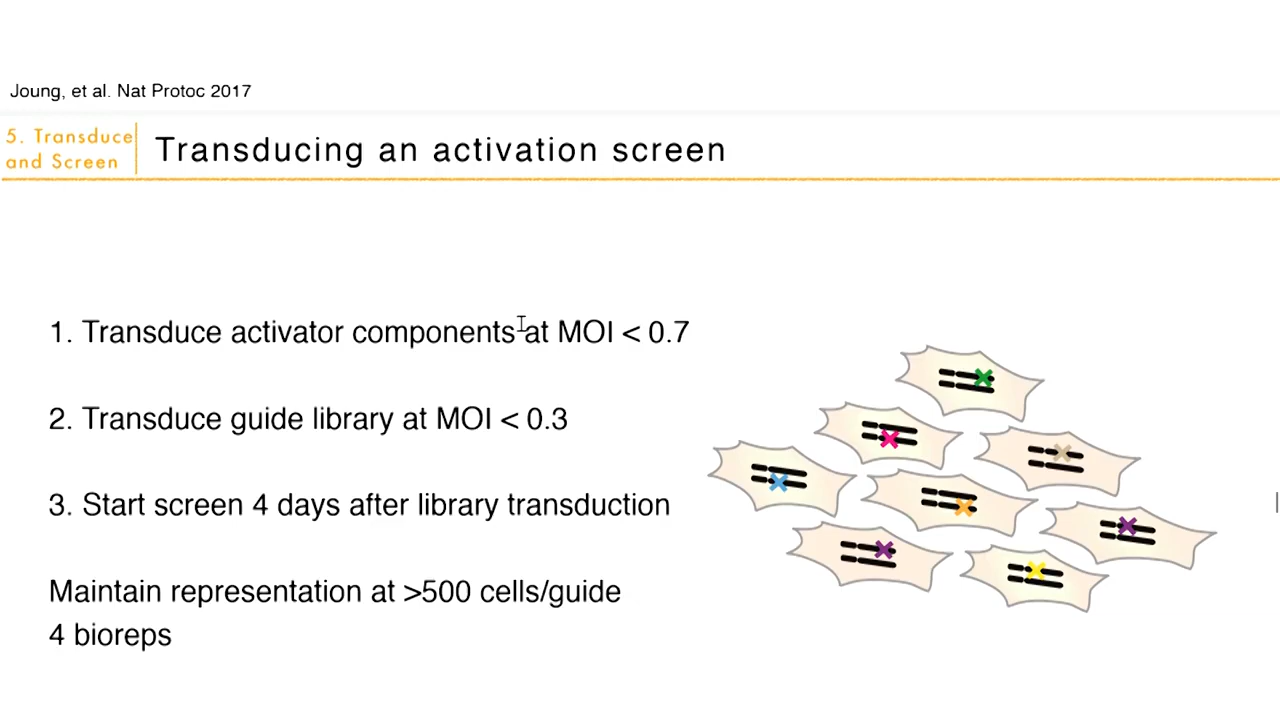 Joung, et al. Nat Protoc 2017
5. Transduce
and Screen
Transducing an activation screen
1. Transduce activator components at MOI < 0.7
2. Transduce guide library at MOI < 0.3
3. Start screen 4 days after library transduction
Maintain representation at >500 cells/guide
4 bioreps